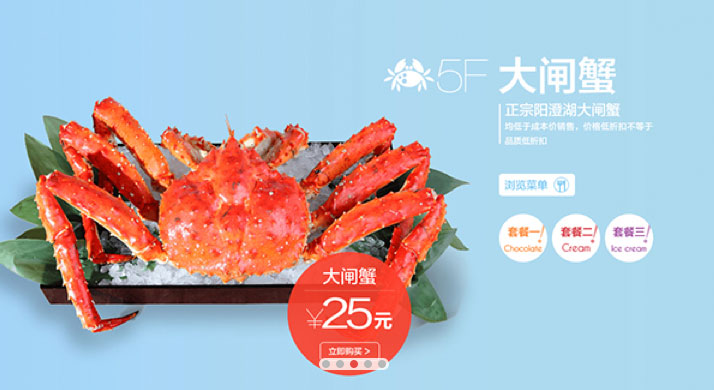 5F 大闸蟹
正宗阳澄湖大闸蟹
均低于成本价销售，价格低折扣不等于
品质低折扣
浏览菜单
套餐一!
Chocolate
套餐二!
Cream
套餐三!
Ice cream
大闸蟹
¥25元
立即购买 >